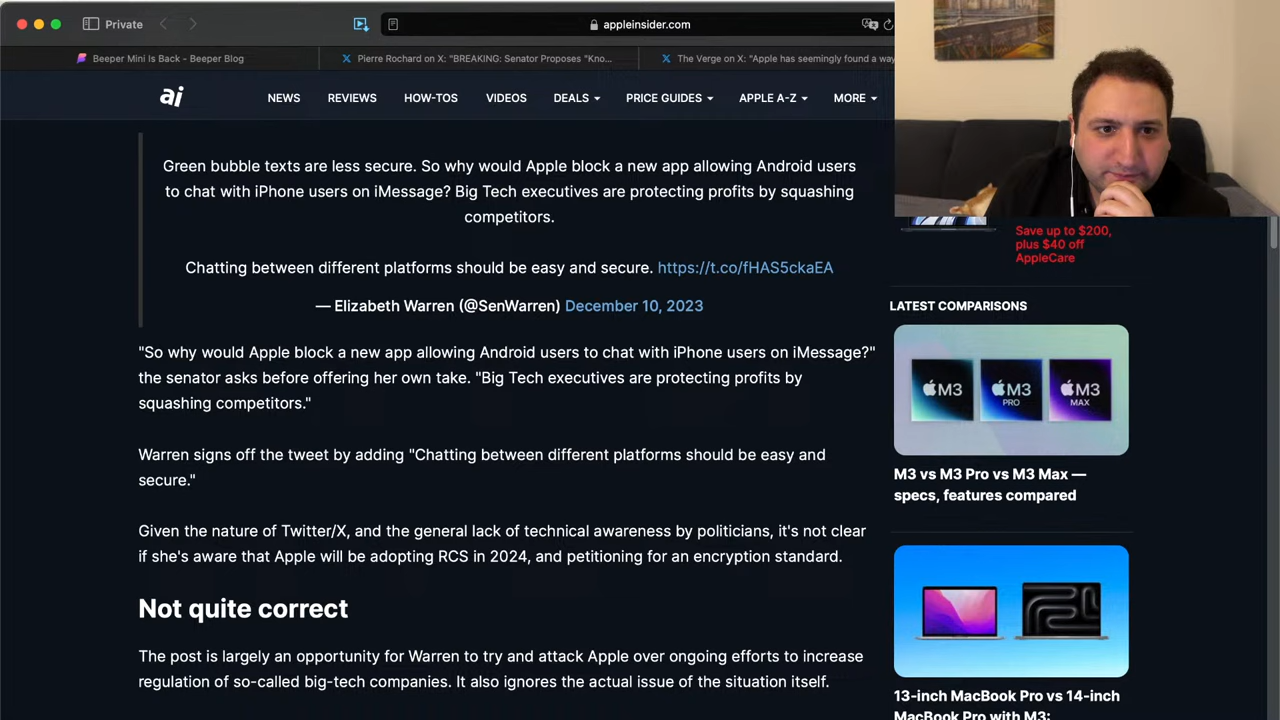 Private
appleinsider.com
Beeper Mini Is Back - Beeper Blog
Pierre Rochard on X: "BREAKING: Senator Proposes "Kno...
The Verge on X: "Apple has seemingly found a way
ai
NEWS
REVIEWS
HOW-TOS
VIDEOS
DEALS
PRICE GUIDES
APPLE A-Z
MORE
Green bubble texts are less secure. So why would Apple block a new app allowing Android users
to chat with iPhone users on iMessage? Big Tech executives are protecting profits by squashing
competitors.
Chatting between different platforms should be easy and secure. https://t.co/fHAS5ckaEA
— Elizabeth Warren (@SenWarren) December 10, 2023
"So why would Apple block a new app allowing Android users to chat with iPhone users on iMessage?"
the senator asks before offering her own take. "Big Tech executives are protecting profits by
squashing competitors."
Warren signs off the tweet by adding "Chatting between different platforms should be easy and
secure."
Given the nature of Twitter/X, and the general lack of technical awareness by politicians, it's not clear
if she's aware that Apple will be adopting RCS in 2024, and petitioning for an encryption standard.
Not quite correct
The post is largely an opportunity for Warren to try and attack Apple over ongoing efforts to increase
regulation of so-called big-tech companies. It also ignores the actual issue of the situation itself.
Save up to $200,
plus $40 off
AppleCare
LATEST COMPARISONS
M3
M3
PRO
M3
MAX
M3 vs M3 Pro vs M3 Max —
specs, features compared
13-inch MacBook Pro vs 14-inch
MacBook Pro with M3: